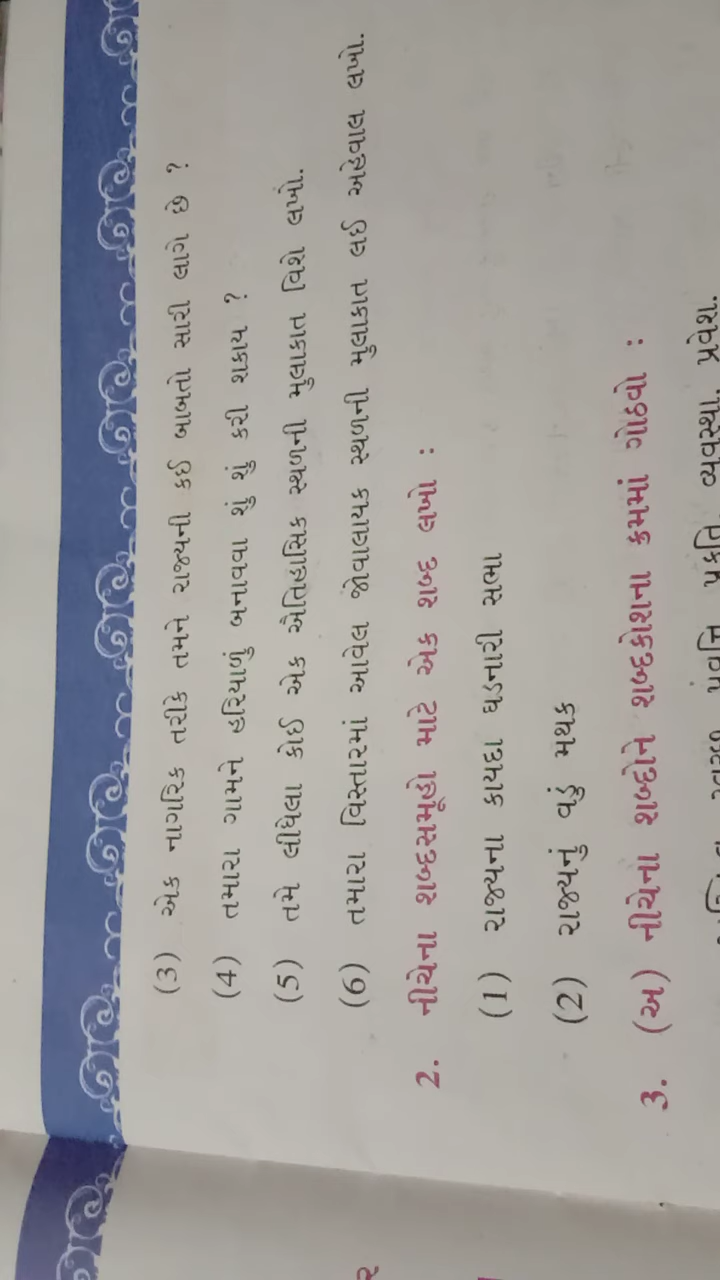 (3) એક નાગરિક તરીકે તમને રાજ્યની કઈ બાબતો સારી લાગે છે ?
(4) તમારા ગામને હરિયાળું બનાવવા શું શું કરી શકાય ?
(5) તમે લીધેલા કોઈ એક ઐતિહાસિક સ્થળની મુલાકાત વિશે લખો.
(6) તમારા વિસ્તારમાં આવેલ જોવાલાયક સ્થળની મુલાકાત લઈ અહેવાલ લખો.
2. નીચેના શબ્દસમૂહો માટે એક શબ્દ લખો :
(1) રાજ્યના કાયદા ઘડનારી સભા
(2) રાજ્યનું વડું મથક
3. (અ) નીચેના શબ્દોને શબ્દકોશના ક્રમમાં ગોઠવો :
પ્રકૃતિ, વ્યવસ્થા, પ્રવેશ.